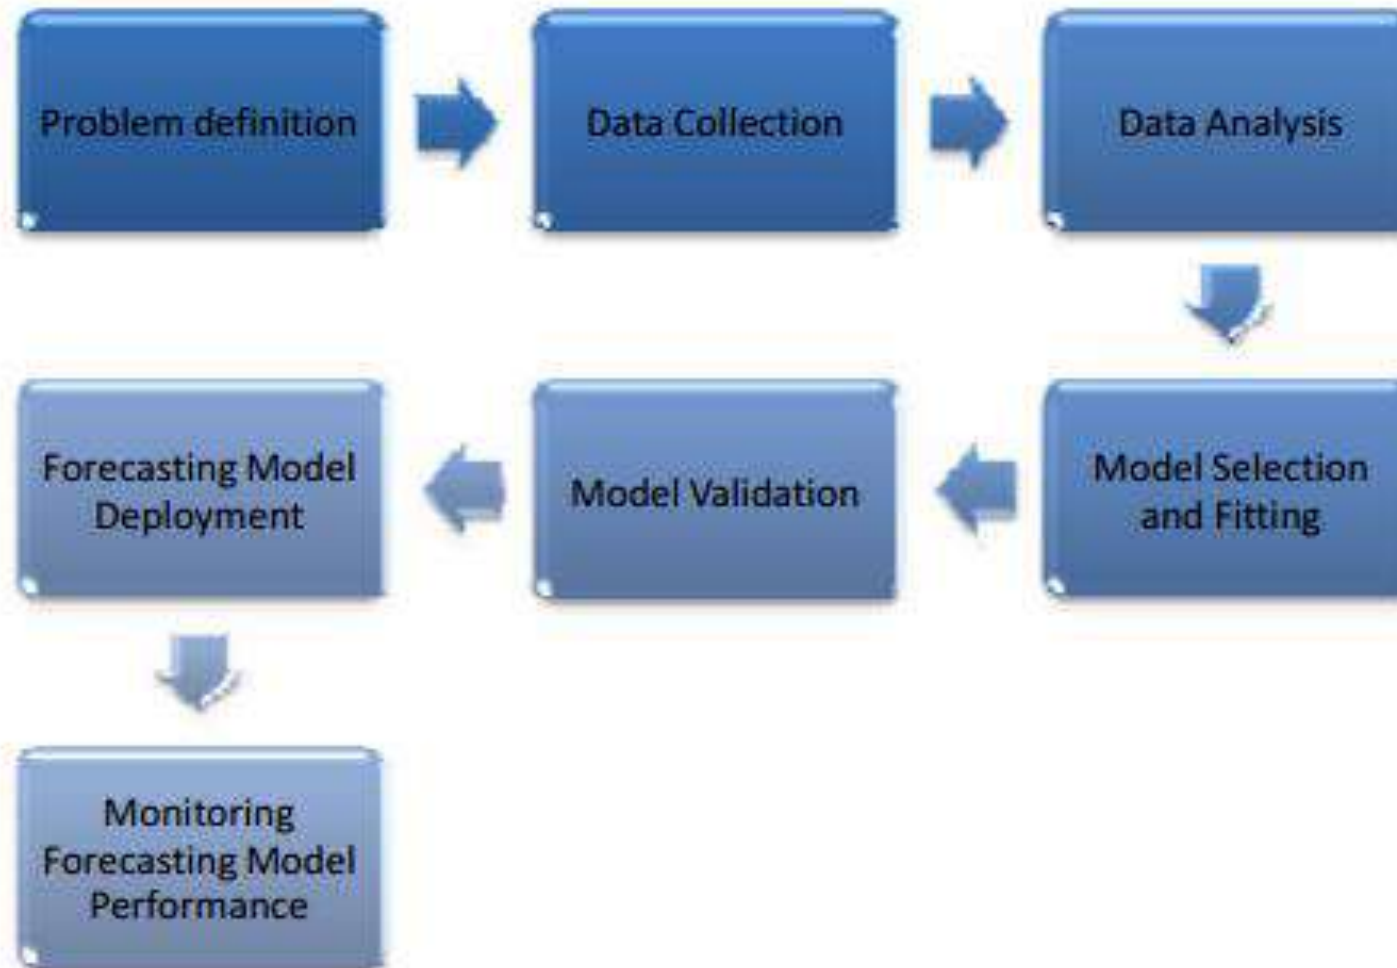 Problem definition
Data Collection
Data Analysis
Model Selection
and Fitting
Model Validation
Forecasting Model
Deployment
Monitoring
Forecasting Model
Performance